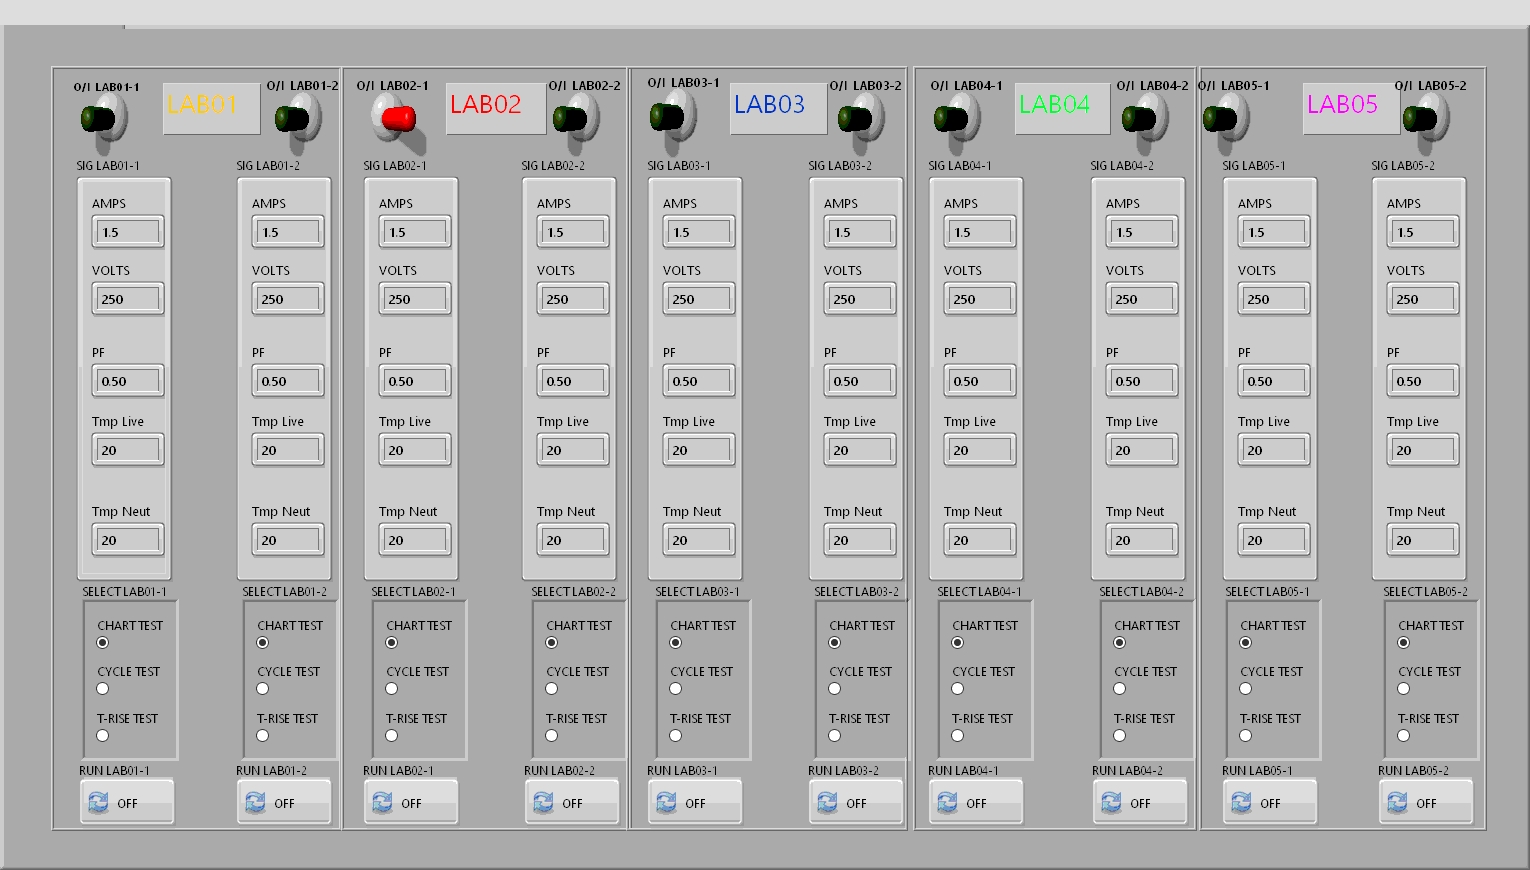 O/I LAB01-1 LAB01 O/I LAB01-2 O/I LAB02-1 LAB02 O/I LAB02-2 O/I LAB03-1 LAB03 O/I LAB03-2 O/I LAB04-1 LAB04 O/I LAB04-2 O/I LAB05-1 LAB05 O/I LAB05-2
SIG LAB01-1 SIG LAB01-2 SIG LAB02-1 SIG LAB02-2 SIG LAB03-1 SIG LAB03-2 SIG LAB04-1 SIG LAB04-2 SIG LAB05-1 SIG LAB05-2
AMPS AMPS AMPS AMPS AMPS AMPS AMPS AMPS AMPS AMPS
1.5 1.5 1.5 1.5 1.5 1.5 1.5 1.5 1.5 1.5
VOLTS VOLTS VOLTS VOLTS VOLTS VOLTS VOLTS VOLTS VOLTS VOLTS
250 250 250 250 250 250 250 250 250 250
PF PF PF PF PF PF PF PF PF PF
0.50 0.50 0.50 0.50 0.50 0.50 0.50 0.50 0.50 0.50
Tmp Live Tmp Live Tmp Live Tmp Live Tmp Live Tmp Live Tmp Live Tmp Live Tmp Live Tmp Live
20 20 20 20 20 20 20 20 20 20
Tmp Neut Tmp Neut Tmp Neut Tmp Neut Tmp Neut Tmp Neut Tmp Neut Tmp Neut Tmp Neut Tmp Neut
20 20 20 20 20 20 20 20 20 20
SELECT LAB01-1 SELECT LAB01-2 SELECT LAB02-1 SELECT LAB02-2 SELECT LAB03-1 SELECT LAB03-2 SELECT LAB04-1 SELECT LAB04-2 SELECT LAB05-1 SELECT LAB05-2
CHART TEST CHART TEST CHART TEST CHART TEST CHART TEST CHART TEST CHART TEST CHART TEST CHART TEST CHART TEST
CYCLE TEST CYCLE TEST CYCLE TEST CYCLE TEST CYCLE TEST CYCLE TEST CYCLE TEST CYCLE TEST CYCLE TEST CYCLE TEST
T-RISE TEST T-RISE TEST T-RISE TEST T-RISE TEST T-RISE TEST T-RISE TEST T-RISE TEST T-RISE TEST T-RISE TEST T-RISE TEST
RUN LAB01-1 RUN LAB01-2 RUN LAB02-1 RUN LAB02-2 RUN LAB03-1 RUN LAB03-2 RUN LAB04-1 RUN LAB04-2 RUN LAB05-1 RUN LAB05-2
OFF OFF OFF OFF OFF OFF OFF OFF OFF OFF